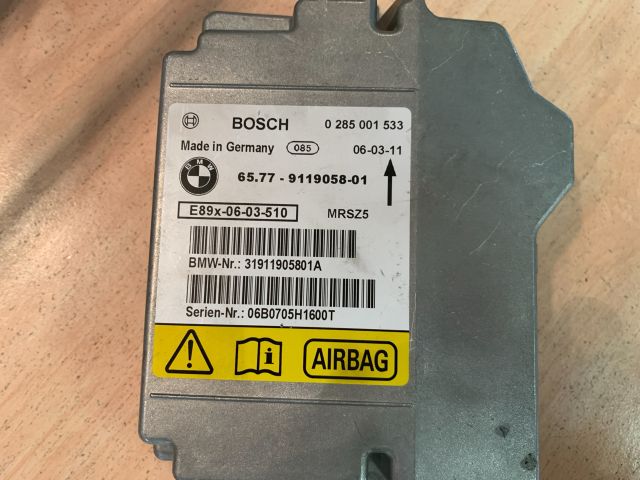 BOSCH 0 285 001 533
Made in Germany 085 06-03-11
BMW 65.77 - 9119058-01
E89x-06-03-510 MRSZ5
BMW-Nr.: 31911905801A
Serien-Nr.: 06B0705H1600T
AIRBAG